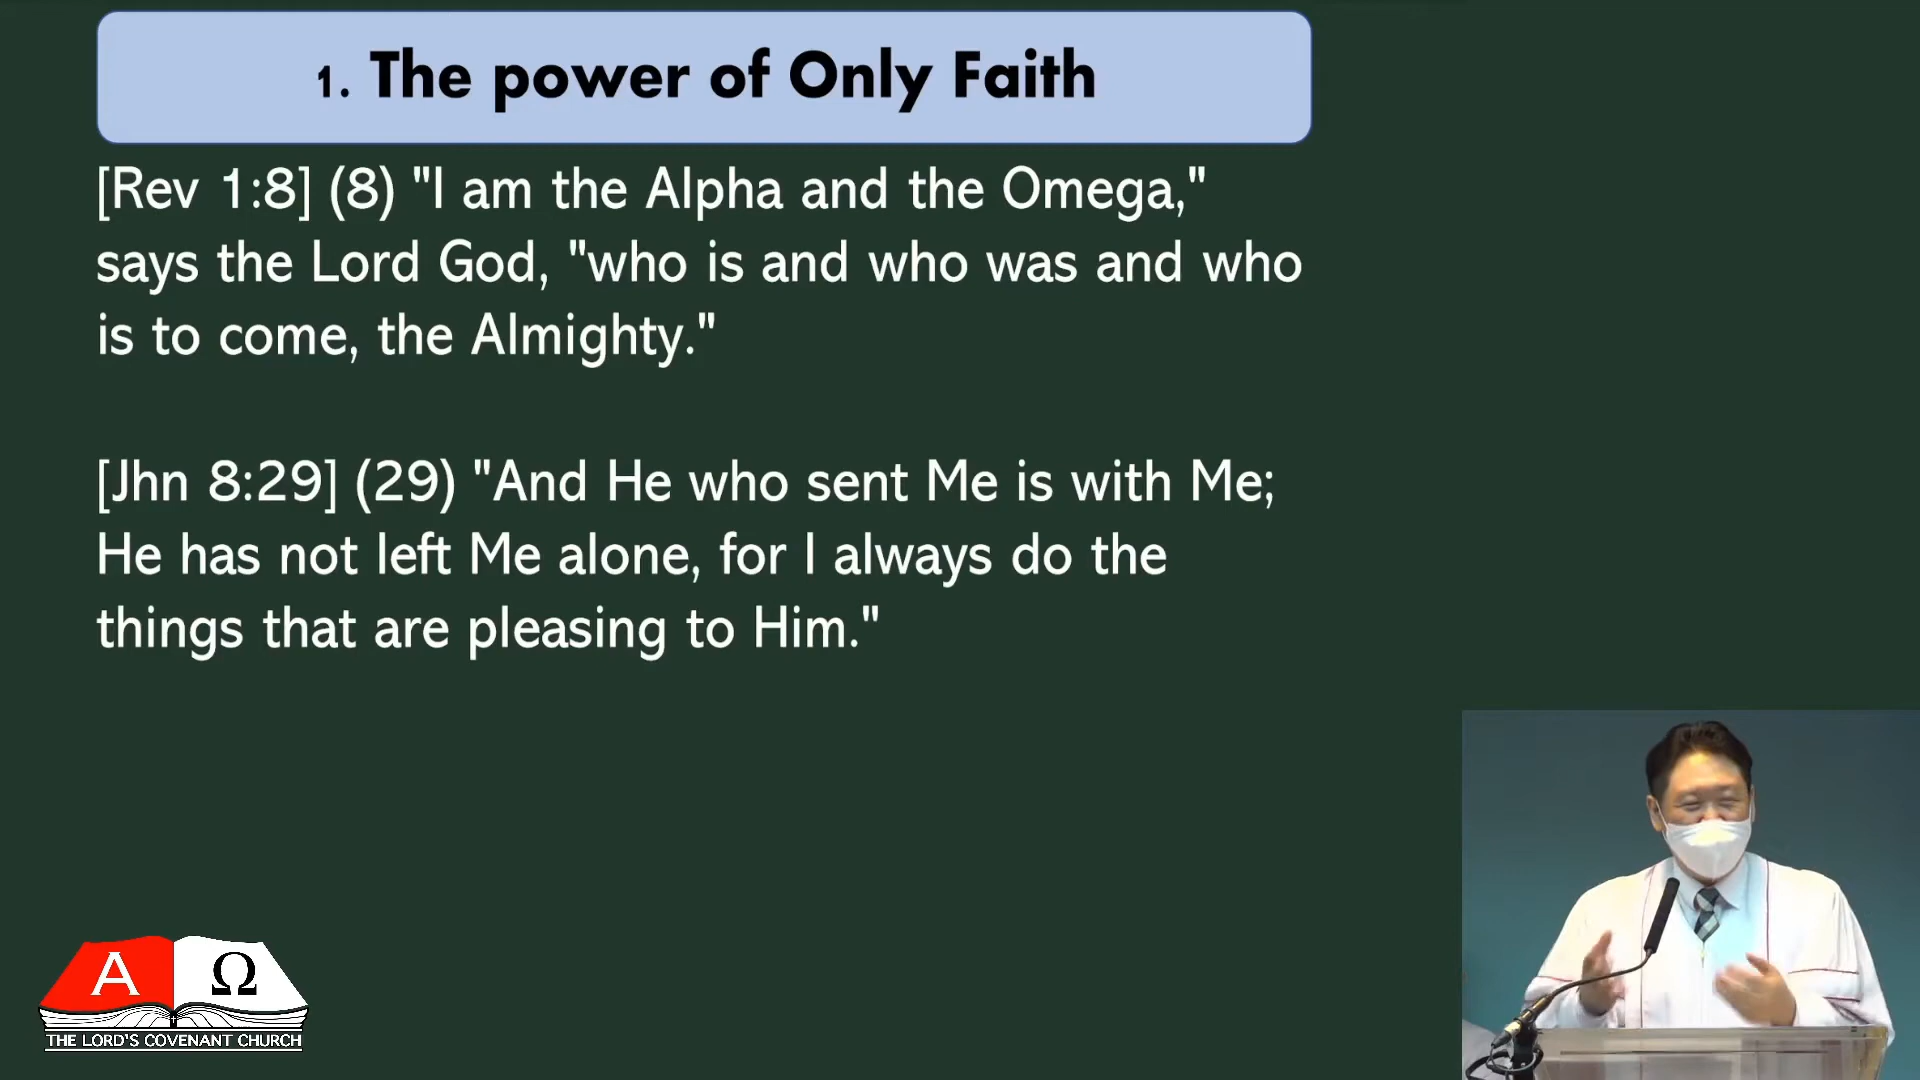 1. The power of Only Faith
[Rev 1:8] (8) "I am the Alpha and the Omega,"
says the Lord God, "who is and who was and who
is to come, the Almighty."
[Jhn 8:29] (29) "And He who sent Me is with Me;
He has not left Me alone, for I always do the
things that are pleasing to Him."
Α Ω
THE LORD'S COVENANT CHURCH